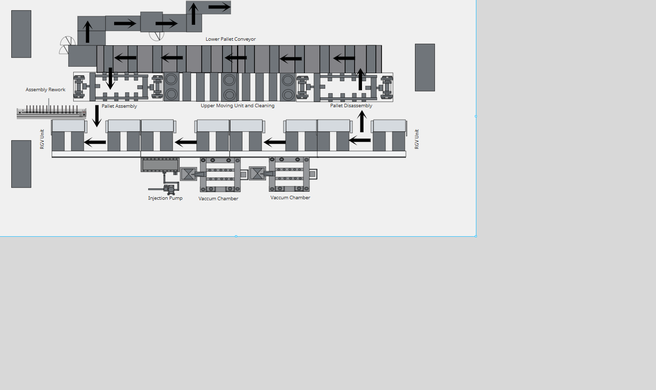 Lower Pallet Conveyor
Assembly Rework
Pallet Assembly
Upper Moving Unit and Cleaning
Pallet Disassembly
RGV Unit
RGV Unit
Injection Pump
Vaccum Chamber
Vaccum Chamber